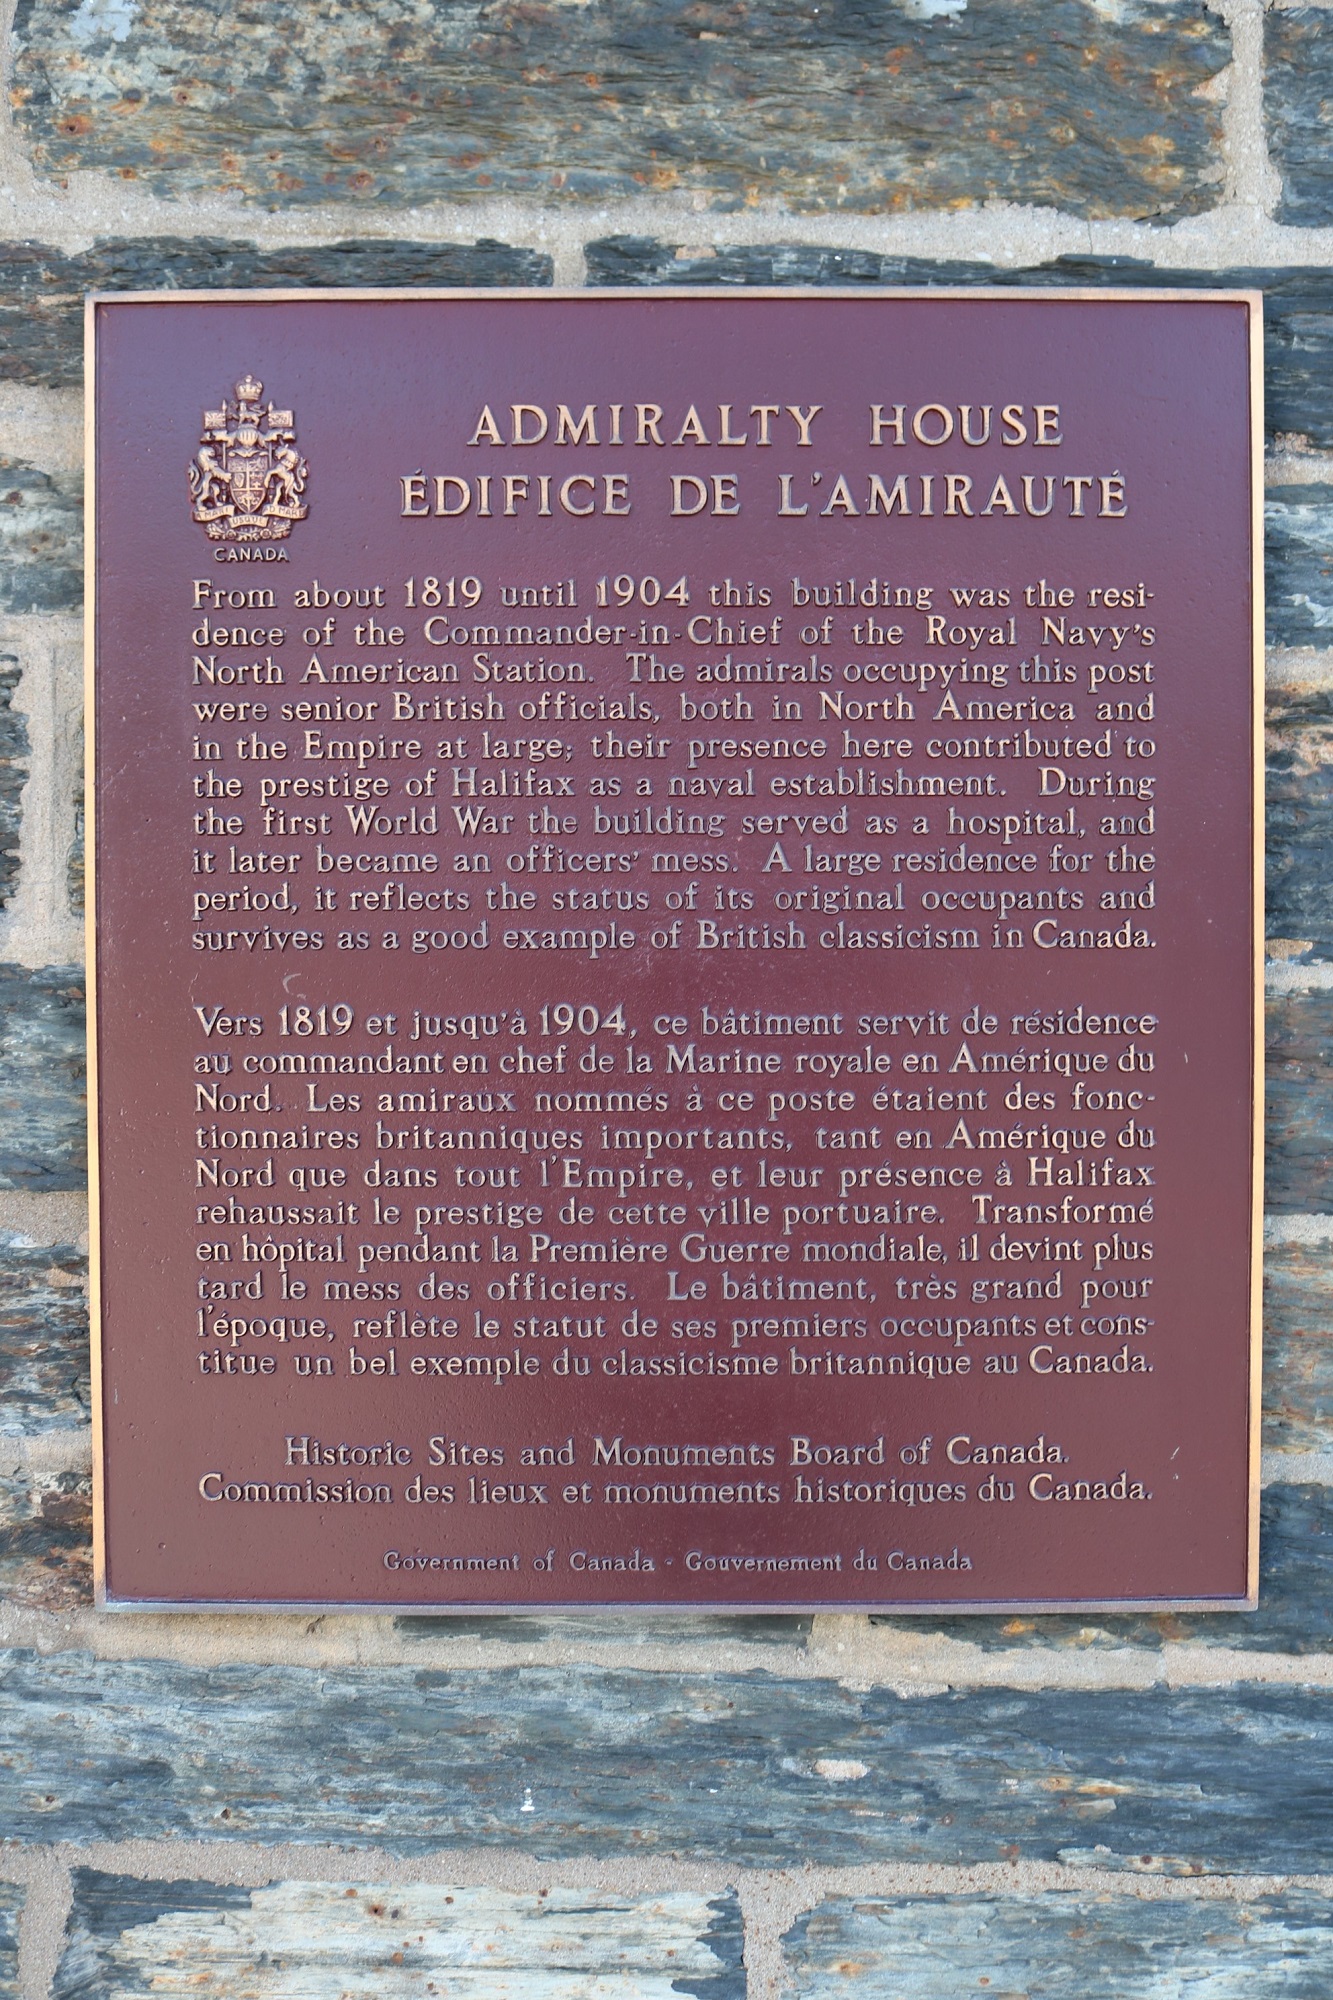 ADMIRALTY HOUSE
ÉDIFICE DE L'AMIRAUTÉ
A MARI USQUE AD MARE
CANADA
From about 1819 until 1904 this building was the resi-
dence of the Commander-in-Chief of the Royal Navy's
North American Station. The admirals occupying this post
were senior British officials, both in North America and
in the Empire at large; their presence here contributed to
the prestige of Halifax as a naval establishment. During
the first World War the building served as a hospital, and
it later became an officers' mess. A large residence for the
period, it reflects the status of its original occupants and
survives as a good example of British classicism in Canada.
Vers 1819 et jusqu'à 1904, ce bâtiment servit de résidence
au commandant en chef de la Marine royale en Amérique du
Nord. Les amiraux nommés à ce poste étaient des fonc-
tionnaires britanniques importants, tant en Amérique du
Nord que dans tout l'Empire, et leur présence à Halifax
rehaussait le prestige de cette ville portuaire. Transformé
en hôpital pendant la Première Guerre mondiale, il devint plus
tard le mess des officiers. Le bâtiment, très grand pour
l'époque, reflète le statut de ses premiers occupants et cons-
titue un bel exemple du classicisme britannique au Canada.
Historic Sites and Monuments Board of Canada.
Commission des lieux et monuments historiques du Canada.
Government of Canada - Gouvernement du Canada